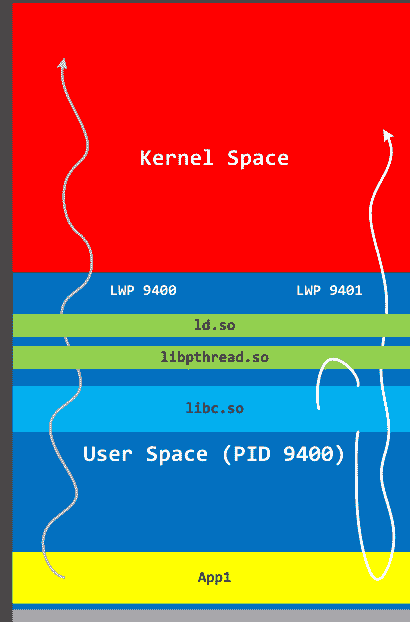 Kernel Space
LWP 9400 LWP 9401
ld.so
libpthread.so
libc.so
User Space (PID 9400)
App1